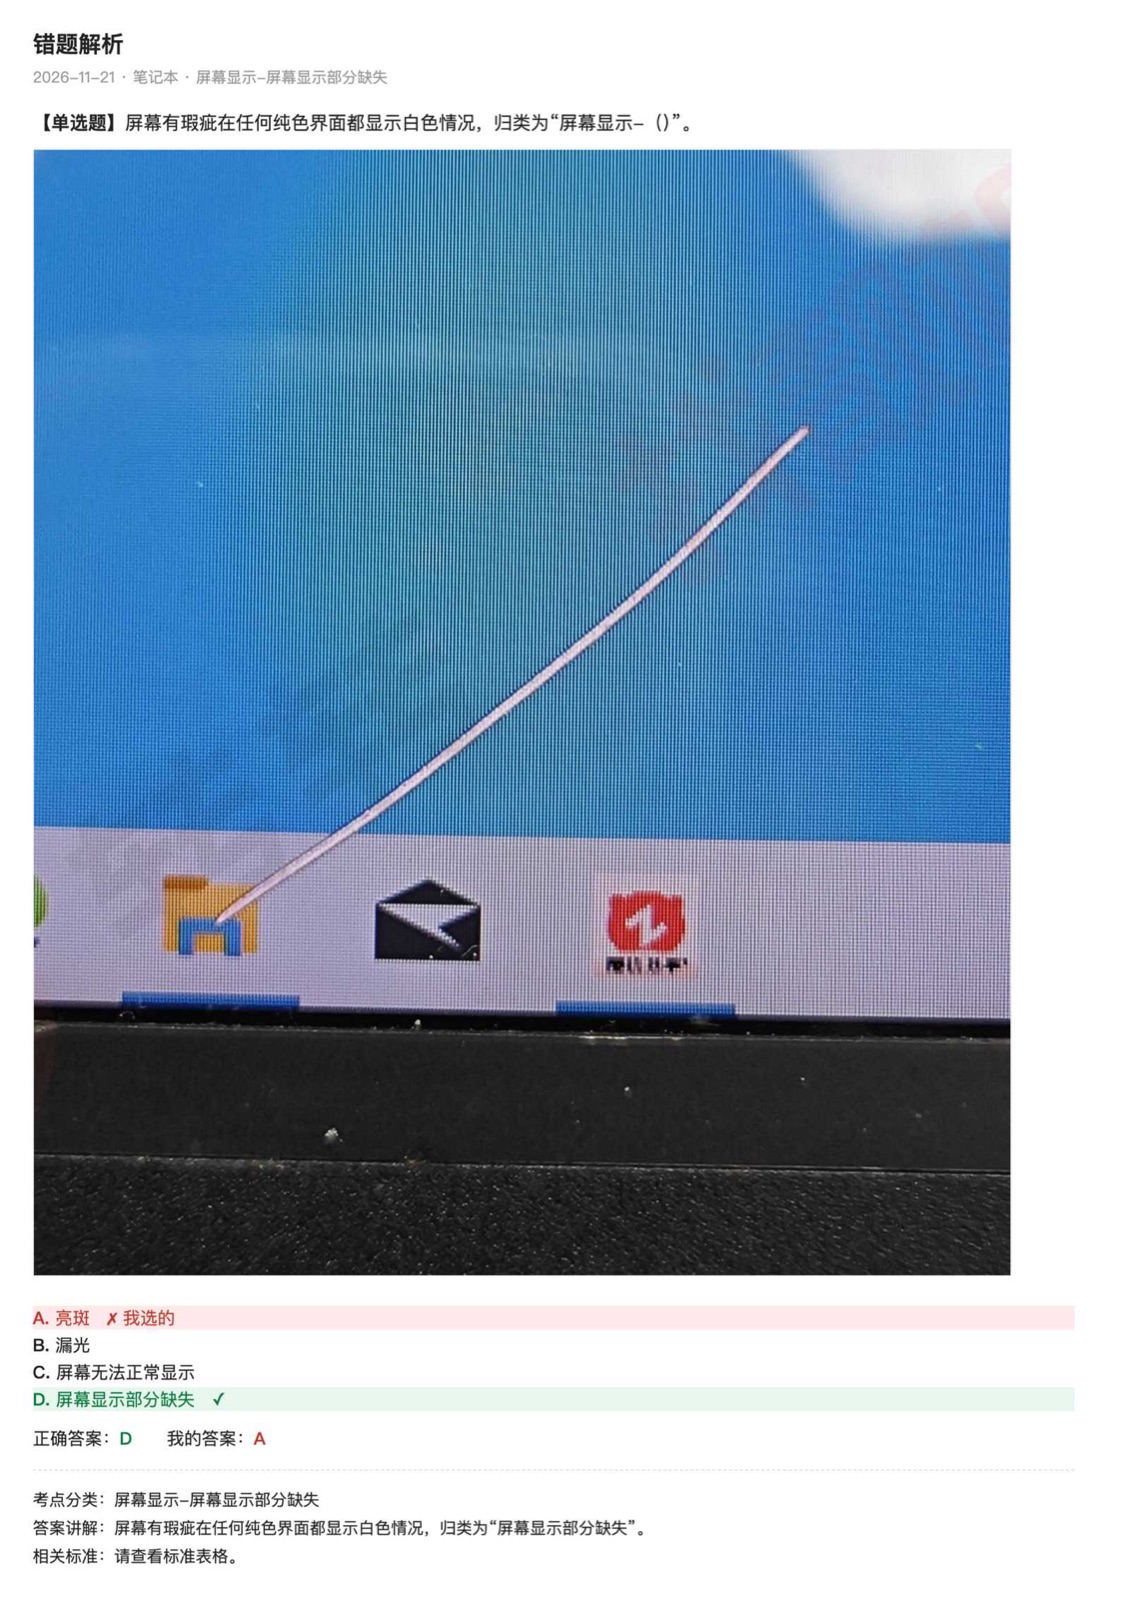 错题解析
2026-11-21 · 笔记本 · 屏幕显示-屏幕显示部分缺失
【单选题】屏幕有瑕疵在任何纯色界面都显示白色情况，归类为“屏幕显示-（）”。
A. 亮斑 ✗ 我选的
B. 漏光
C. 屏幕无法正常显示
D. 屏幕显示部分缺失 ✓
正确答案：D 我的答案：A
考点分类：屏幕显示-屏幕显示部分缺失
答案讲解：屏幕有瑕疵在任何纯色界面都显示白色情况，归类为“屏幕显示部分缺失”。
相关标准：请查看标准表格。